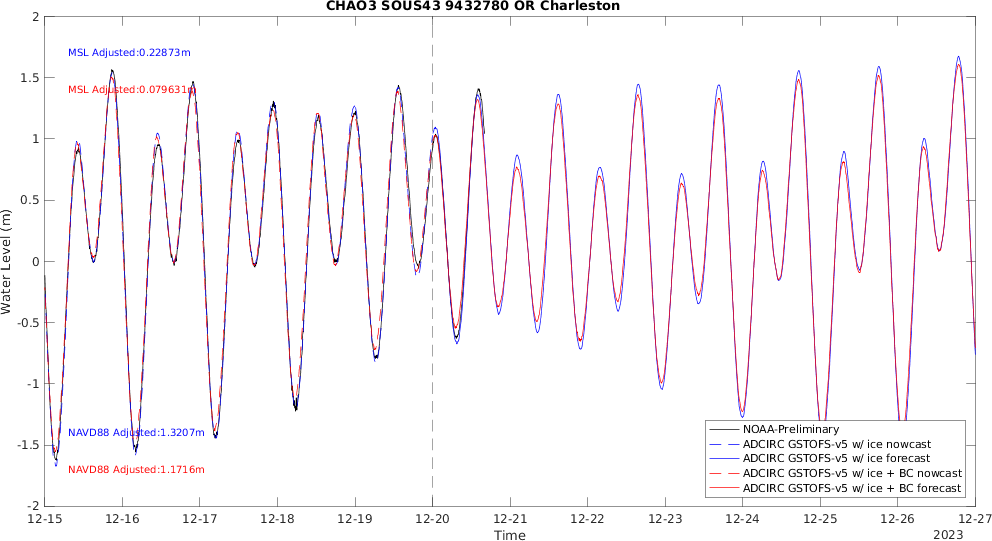 CHAO3 SOUS43 9432780 OR Charleston
2
1.5
1
0.5
0
-0.5
-1
-1.5
-2
Water Level (m)
MSL Adjusted:0.22873m
MSL Adjusted:0.079631m
NAVD88 Adjusted:1.3207m
NAVD88 Adjusted:1.1716m
NOAA-Preliminary
ADCIRC GSTOFS-v5 w/ ice nowcast
ADCIRC GSTOFS-v5 w/ ice forecast
ADCIRC GSTOFS-v5 w/ ice + BC nowcast
ADCIRC GSTOFS-v5 w/ ice + BC forecast
12-15 12-16 12-17 12-18 12-19 12-20 12-21 12-22 12-23 12-24 12-25 12-26 12-27
Time
2023